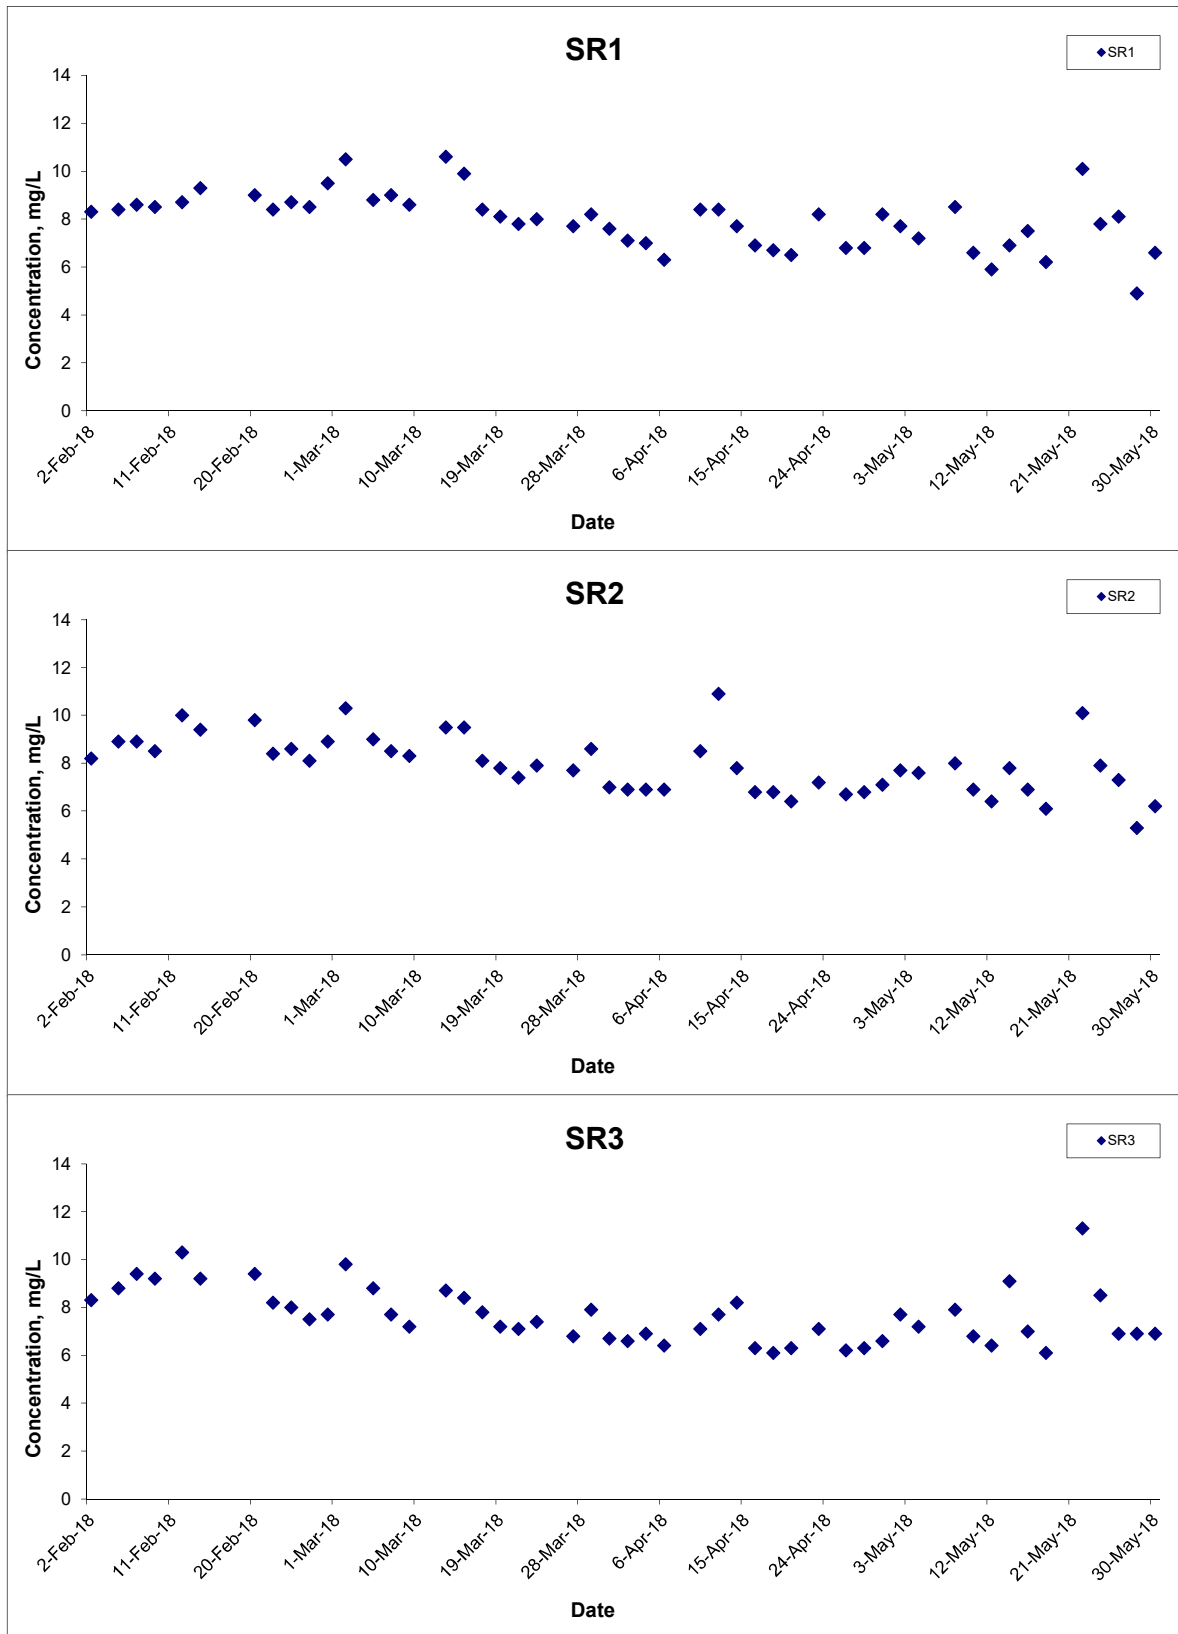 SR1
SR1
Concentration, mg/L
14
12
10
8
6
4
2
0
2-Feb-18
11-Feb-18
20-Feb-18
1-Mar-18
10-Mar-18
19-Mar-18
28-Mar-18
6-Apr-18
15-Apr-18
24-Apr-18
3-May-18
12-May-18
21-May-18
30-May-18
Date
SR2
SR2
Concentration, mg/L
14
12
10
8
6
4
2
0
2-Feb-18
11-Feb-18
20-Feb-18
1-Mar-18
10-Mar-18
19-Mar-18
28-Mar-18
6-Apr-18
15-Apr-18
24-Apr-18
3-May-18
12-May-18
21-May-18
30-May-18
Date
SR3
SR3
Concentration, mg/L
14
12
10
8
6
4
2
0
2-Feb-18
11-Feb-18
20-Feb-18
1-Mar-18
10-Mar-18
19-Mar-18
28-Mar-18
6-Apr-18
15-Apr-18
24-Apr-18
3-May-18
12-May-18
21-May-18
30-May-18
Date